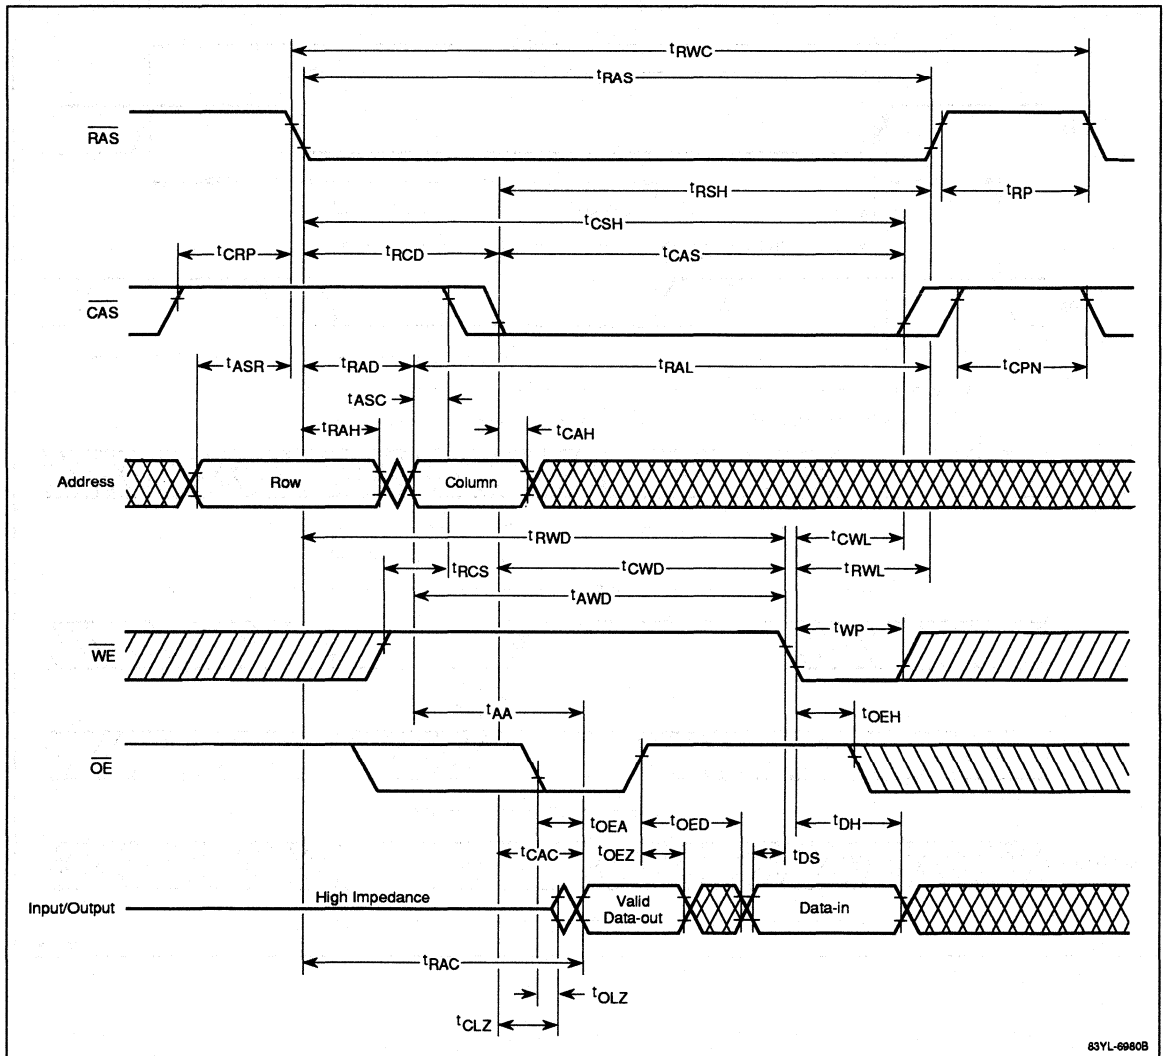 tRWC
tRAS
RAS
tRSH
tRP
tCSH
tCRP
tRCD
tCAS
CAS
tASR
tRAD
tRAL
tCPN
tASC
tRAH
tCAH
Address
Row
Column
tRWD
tCWL
tRCS
tCWD
tRWL
tAWD
tWP
WE
tAA
tOEH
OE
tOEA
tOED
tDH
tCAC
tOEZ
tDS
Input/Output
High Impedance
Valid
Data-out
Data-in
tRAC
tOLZ
tCLZ
83YL-6980B